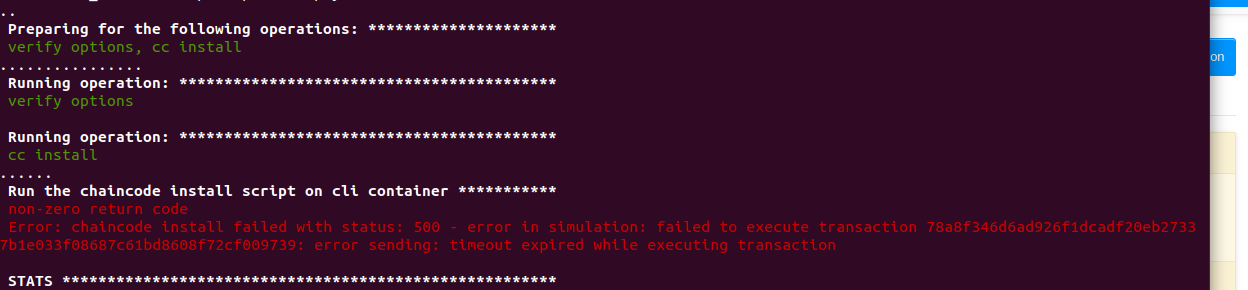 ..
Preparing for the following operations: *********************
verify options, cc install
................
Running operation: ******************************************
verify options
Running operation: ******************************************
cc install
......
Run the chaincode install script on cli container ***********
non-zero return code
Error: chaincode install failed with status: 500 - error in simulation: failed to execute transaction 78a8f346d6ad926f1dcadf20eb2733
7b1e033f08687c61bd8608f72cf009739: error sending: timeout expired while executing transaction
STATS *******************************************************
on